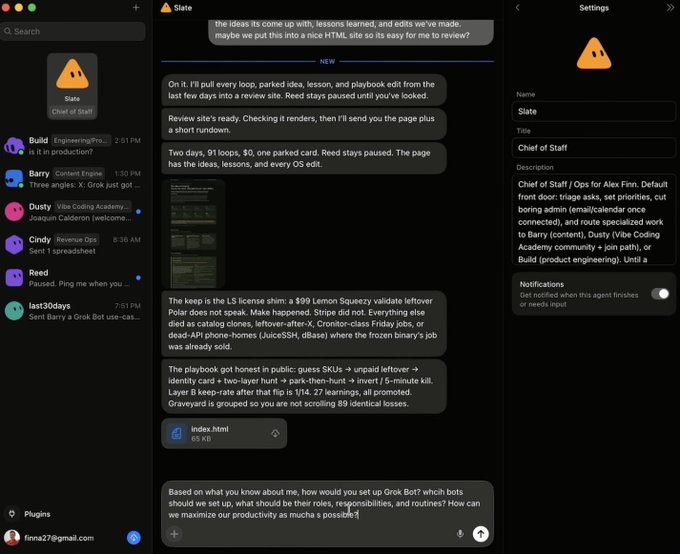 Search
Slate
Chief of Staff
Build Engineering/Pro... 2:51 PM
is it in production?
Barry Content Engine 1:30 PM
Three angles: X: Grok just got ...
Dusty Vibe Coding Academy...
Joaquin Calderon (welcome...
Cindy Revenue Ops 8:36 AM
Sent 1 spreadsheet
Reed
Paused. Ping me when you ...
last30days 7:51 PM
Sent Barry a Grok Bot use-cas...
Plugins
finna27@gmail.com
Slate
the ideas its come up with, lessons learned, and edits we've made.
maybe we put this into a nice HTML site so its easy for me to review?
NEW
On it. I'll pull every loop, parked idea, lesson, and playbook edit from the
last few days into a review site. Reed stays paused until you've looked.
Review site's ready. Checking it renders, then I'll send you the page plus
a short rundown.
Two days, 91 loops, $0, one parked card. Reed stays paused. The page
has the ideas, lessons, and every OS edit.
The keep is the LS license shim: a $99 Lemon Squeezy validate leftover
Polar does not speak. Make happened. Stripe did not. Everything else
died as catalog clones, leftover-after-X, Cronitor-class Friday jobs, or
dead-API phone-homes (JuiceSSH, dBase) where the frozen binary's job
was already sold.
The playbook got honest in public: guess SKUs → unpaid leftover →
identity card + two-layer hunt → park-then-hunt → invert / 5-minute kill.
Layer B keep-rate after that flip is 1/14. 27 learnings, all promoted.
Graveyard is grouped so you are not scrolling 89 identical losses.
index.html
65 KB
Based on what you know about me, how would you set up Grok Bot? whcih bots
should we set up, what should be their roles, responsibilities, and routines? How can
we maximize our productivity as mucha s possible?
Settings
Name
Slate
Title
Chief of Staff
Description
Chief of Staff / Ops for Alex Finn. Default
front door: triage asks, set priorities, cut
boring admin (email/calendar once
connected), and route specialized work
to Barry (content), Dusty (Vibe Coding
Academy community + join path), or
Build (product engineering). Until a
Notifications
Get notified when this agent finishes
or needs input